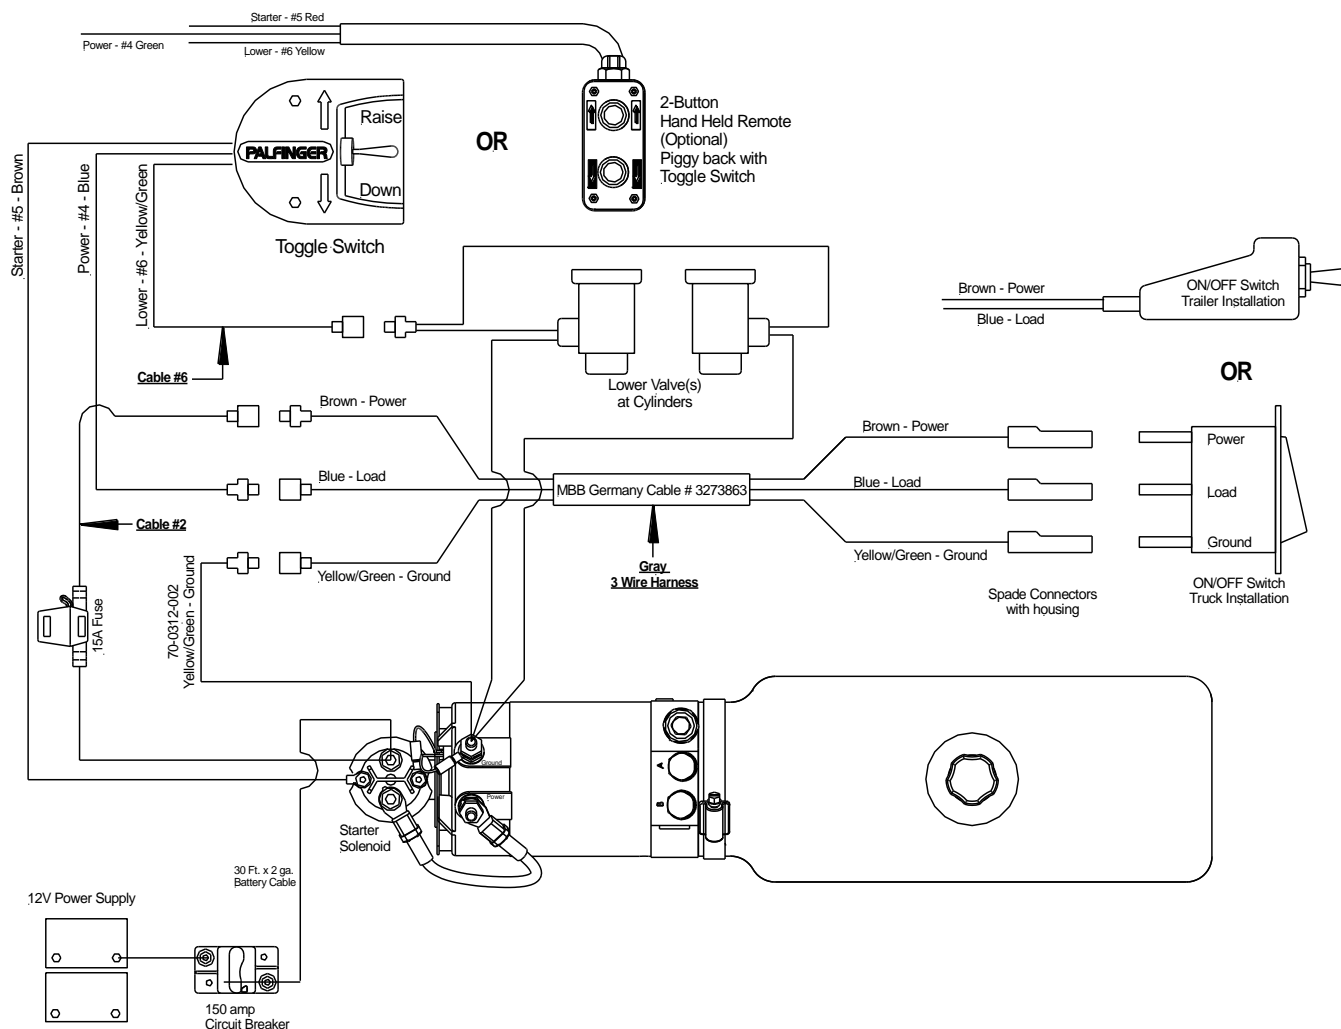 Starter - #5 Red
Power - #4 Green
Lower - #6 Yellow
2-Button
Hand Held Remote
(Optional)
Piggy back with
Toggle Switch
OR
Raise
PALFINGER
Down
Toggle Switch
Starter - #5 - Brown
Power - #4 - Blue
Lower - #6 - Yellow/Green
Cable #6
Lower Valve(s)
at Cylinders
ON/OFF Switch
Trailer Installation
Brown - Power
Blue - Load
OR
Brown - Power
Blue - Load
Yellow/Green - Ground
MBB Germany Cable # 3273863
Gray
3 Wire Harness
Brown - Power
Blue - Load
Yellow/Green - Ground
Spade Connectors
with housing
Power
Load
Ground
ON/OFF Switch
Truck Installation
Cable #2
15A Fuse
70-0312-002
Yellow/Green - Ground
Ground
Power
A
B
Starter
Solenoid
30 Ft. x 2 ga.
Battery Cable
12V Power Supply
150 amp
Circuit Breaker